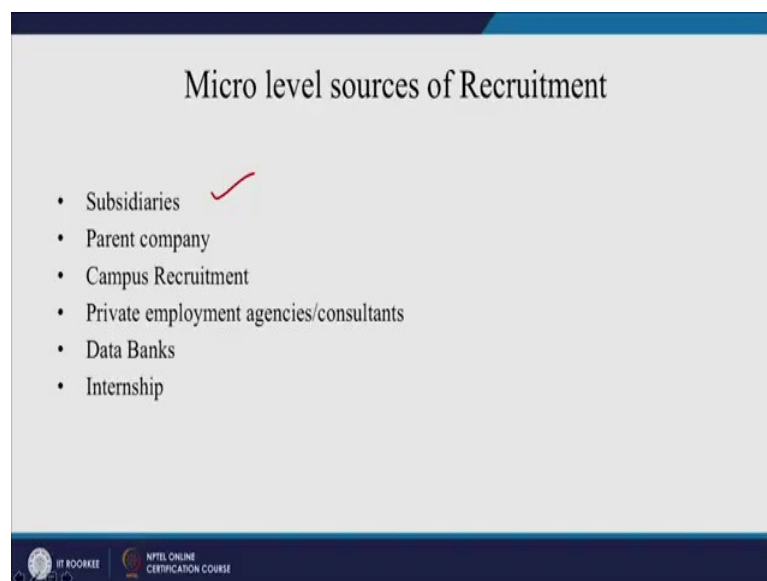 Micro level sources of Recruitment
• Subsidiaries
• Parent company
• Campus Recruitment
• Private employment agencies/consultants
• Data Banks
• Internship
IIT ROORKEE
NPTEL ONLINE
CERTIFICATION COURSE